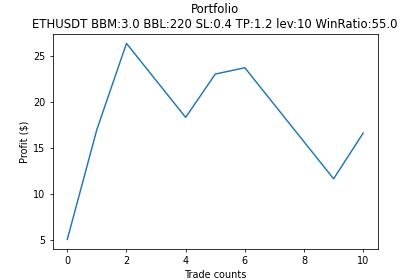 Portfolio
ETHUSDT BBM:3.0 BBL:220 SL:0.4 TP:1.2 lev:10 WinRatio:55.0
25
20
15
10
5
Profit ($)
0 2 4 6 8 10
Trade counts